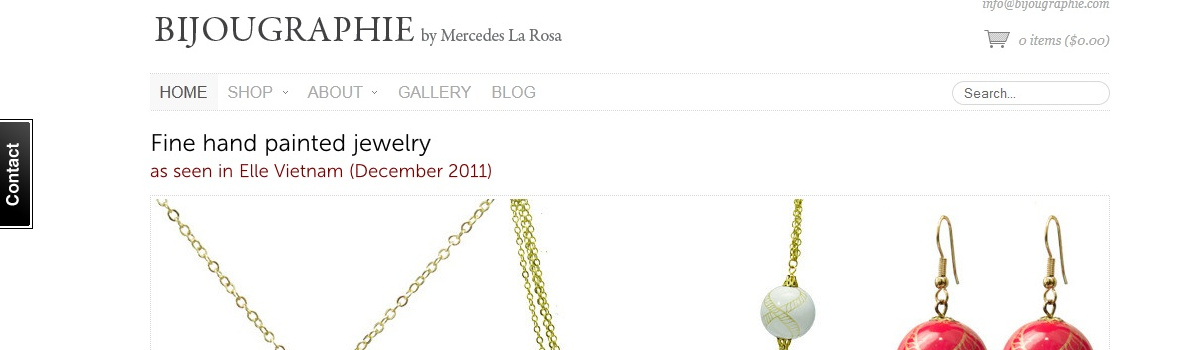 info@bijougraphie.com
BIJOUGRAPHIE by Mercedes La Rosa
0 items ($0.00)
HOME SHOP ABOUT GALLERY BLOG
Search...
Contact
Fine hand painted jewelry
as seen in Elle Vietnam (December 2011)